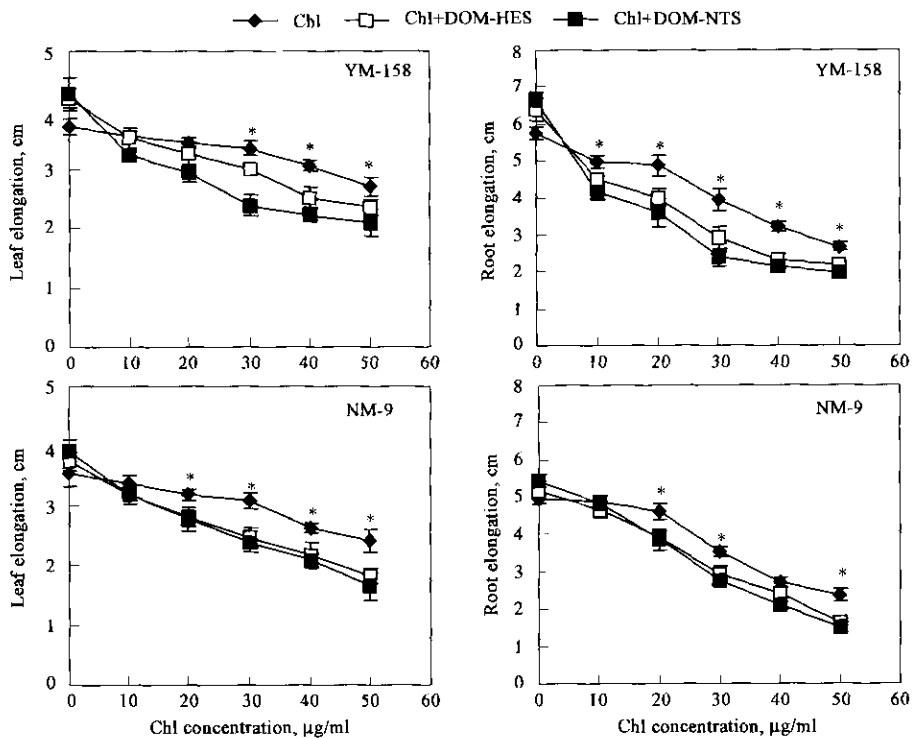 Chl Chl+DOM-HES Chl+DOM-NTS
YM-158
Leaf elongation, cm
5
4
3
2
1
0
0 10 20 30 40 50 60
* * *
YM-158
Root elongation, cm
8
7
6
5
4
3
2
1
0
0 10 20 30 40 50 60
* * * * *
NM-9
Leaf elongation, cm
5
4
3
2
1
0
0 10 20 30 40 50 60
* * * *
Chl concentration, μg/ml
NM-9
Root elongation, cm
8
6
5
4
3
2
1
0
0 10 20 30 40 50 60
* * *
Chl concentration, μg/ml